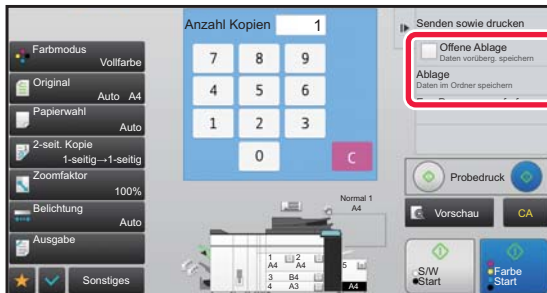 Anzahl Kopien 1
Senden sowie drucken
Offene Ablage
Daten vorüberg. speichern
Ablage
Daten im Ordner speichern
Farbmodus
Vollfarbe
Original
Auto A4
Papierwahl
Auto
2-seit. Kopie
1-seitig→1-seitig
Zoomfaktor
100%
Belichtung
Auto
Ausgabe
Sonstiges
7 8 9
4 5 6
1 2 3
0 C
Normal 1
A4
1 A4 2 A4 5
3 B4
4 A3 A4
Probedruck
Vorschau CA
S/W
Start
Farbe
Start